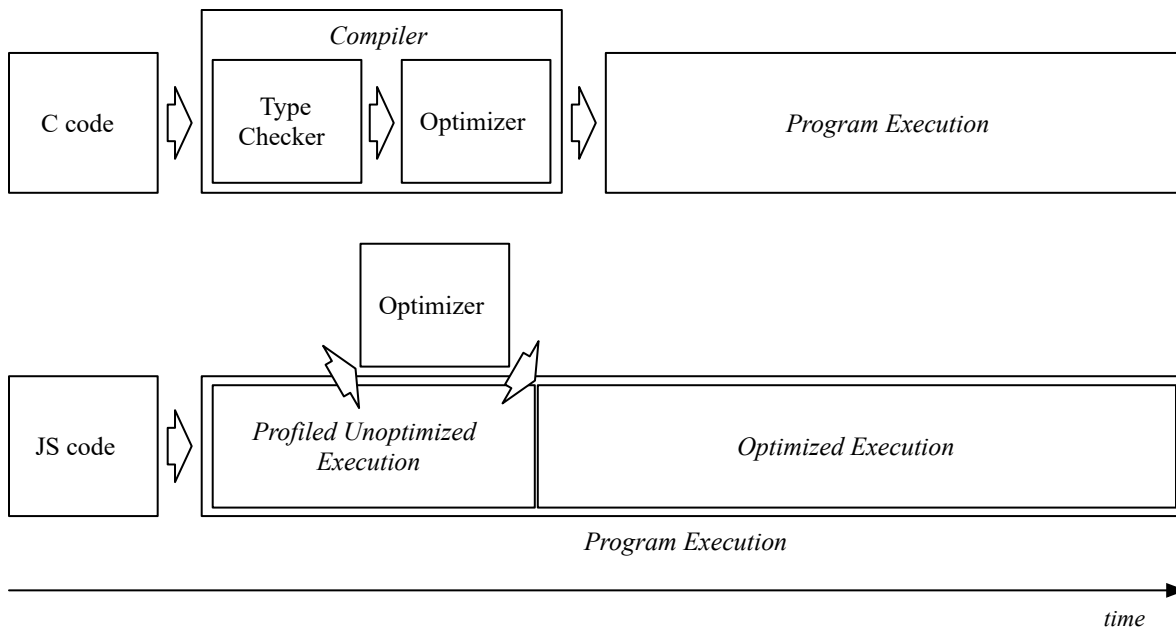 Compiler
C code
Type
Checker
Optimizer
Program Execution
Optimizer
JS code
Profiled Unoptimized
Execution
Optimized Execution
Program Execution
time